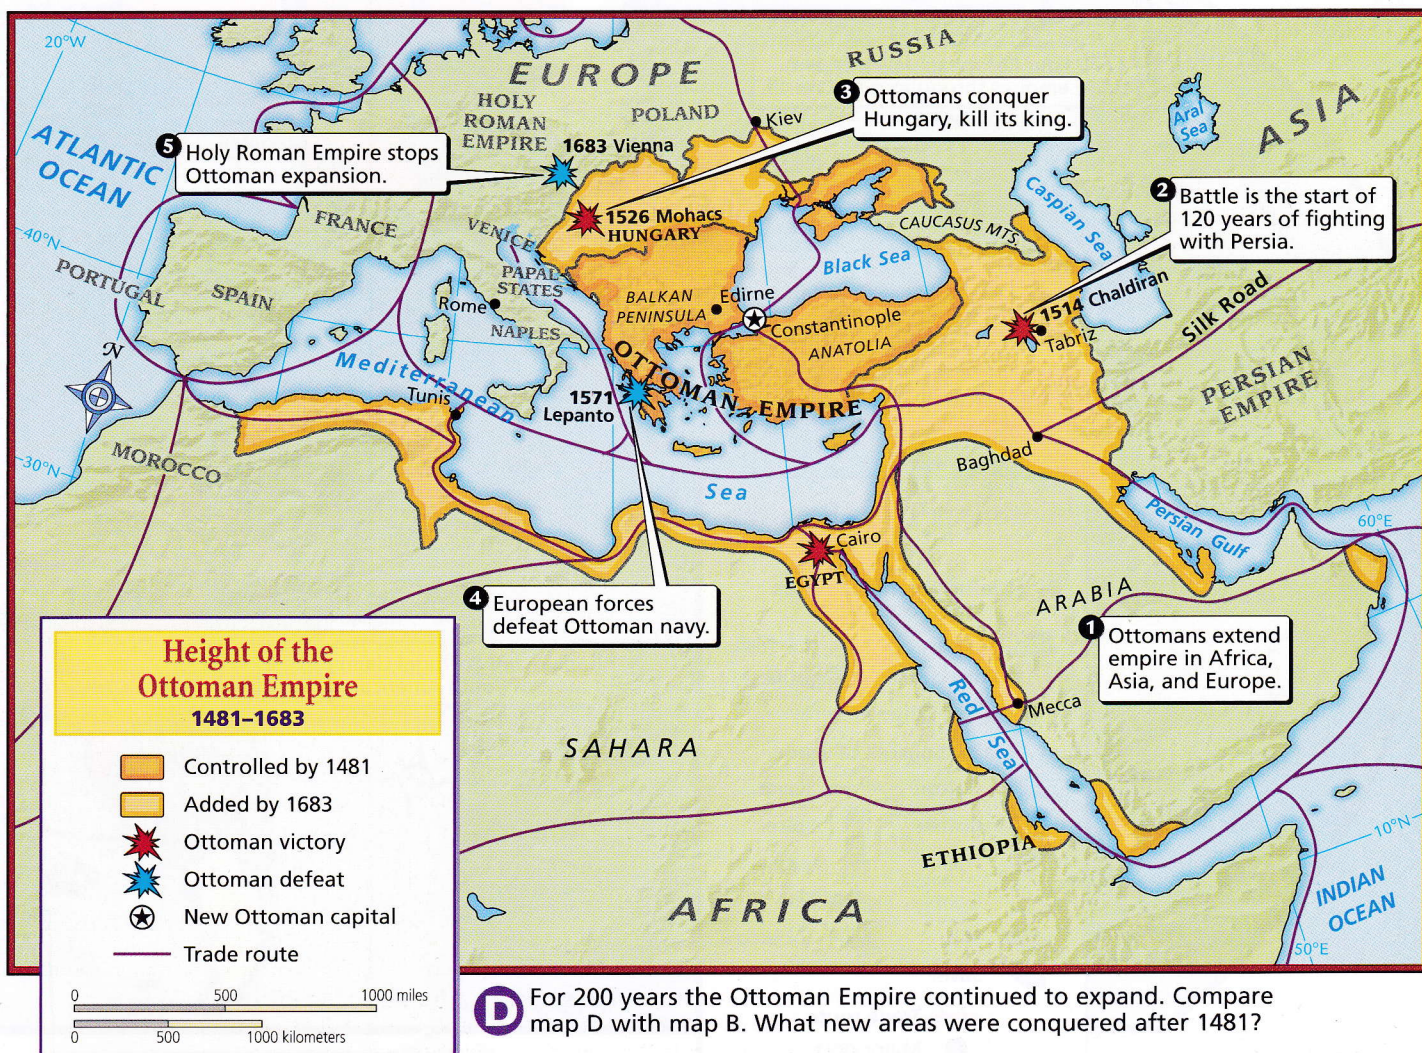 20°W
EUROPE
RUSSIA
ASIA
HOLY
ROMAN
EMPIRE
POLAND
Kiev
Aral
Sea
ATLANTIC
OCEAN
3 Ottomans conquer
Hungary, kill its king.
5 Holy Roman Empire stops
Ottoman expansion.
1683 Vienna
2 Battle is the start of
120 years of fighting
with Persia.
Caspian Sea
40°N
FRANCE
VENICE
1526 Mohacs
HUNGARY
CAUCASUS MTS.
PORTUGAL
SPAIN
PAPAL
STATES
Rome
NAPLES
BALKAN
PENINSULA
Edirne
Black Sea
Constantinople
ANATOLIA
1514 Chaldiran
Tabriz
Silk Road
N
Mediterranean
Sea
Tunis
1571
Lepanto
OTTOMAN EMPIRE
PERSIAN
EMPIRE
30°N
MOROCCO
Baghdad
Persian Gulf
60°E
Cairo
EGYPT
ARABIA
4 European forces
defeat Ottoman navy.
1 Ottomans extend
empire in Africa,
Asia, and Europe.
Red
Sea
Mecca
SAHARA
ETHIOPIA
AFRICA
10°N
INDIAN
OCEAN
50°E
Height of the
Ottoman Empire
1481–1683
Controlled by 1481
Added by 1683
Ottoman victory
Ottoman defeat
New Ottoman capital
Trade route
0 500 1000 miles
0 500 1000 kilometers
D For 200 years the Ottoman Empire continued to expand. Compare
map D with map B. What new areas were conquered after 1481?